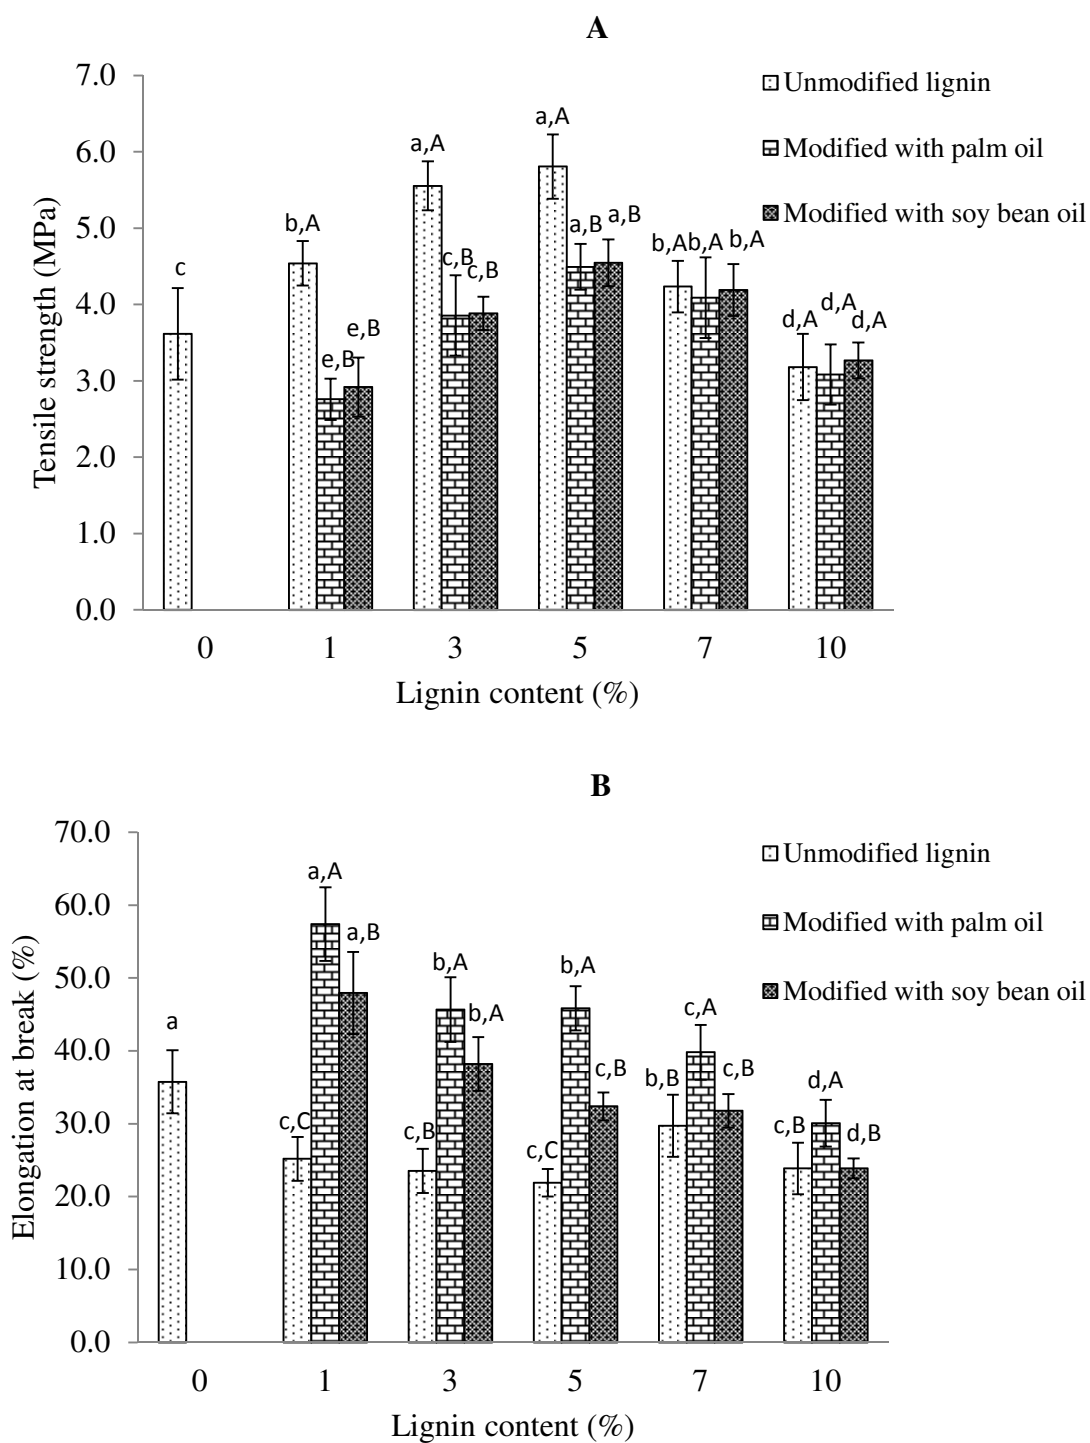 A
7.0
6.0
5.0
4.0
3.0
2.0
1.0
0.0
Tensile strength (MPa)
Unmodified lignin
Modified with palm oil
Modified with soy bean oil
c
b,A
e,B
e,B
a,A
c,B
c,B
a,A
a,B
a,B
b,A
b,A
b,A
d,A
d,A
d,A
0 1 3 5 7 10
Lignin content (%)
B
70.0
60.0
50.0
40.0
30.0
20.0
10.0
0.0
Elongation at break (%)
Unmodified lignin
Modified with palm oil
Modified with soy bean oil
a
c,C
a,A
a,B
c,B
b,A
b,A
c,C
b,A
c,B
b,B
c,A
c,B
c,B
d,A
d,B
0 1 3 5 7 10
Lignin content (%)